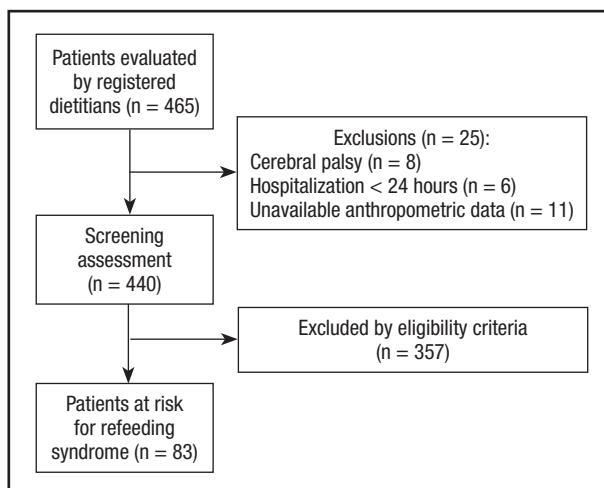 Patients evaluated
by registered
dietitians (n = 465)
Exclusions (n = 25):
Cerebral palsy (n = 8)
Hospitalization < 24 hours (n = 6)
Unavailable anthropometric data (n = 11)
Screening
assessment
(n = 440)
Excluded by eligibility criteria
(n = 357)
Patients at risk
for refeeding
syndrome (n = 83)